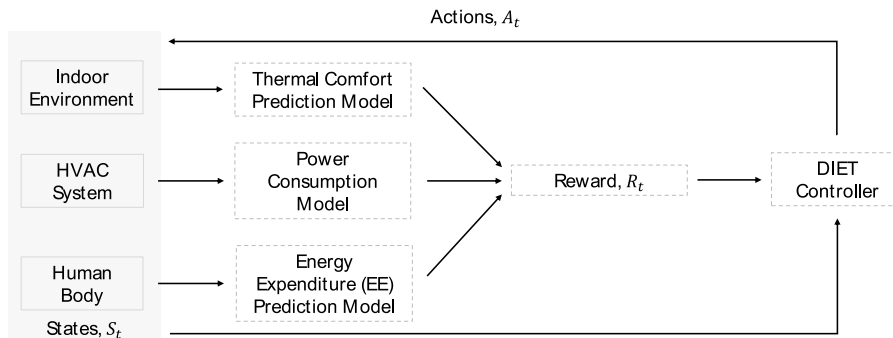 Actions, A_t
Indoor
Environment
Thermal Comfort
Prediction Model
HVAC
System
Power
Consumption
Model
Reward, R_t
DIET
Controller
Human
Body
Energy
Expenditure (EE)
Prediction Model
States, S_t